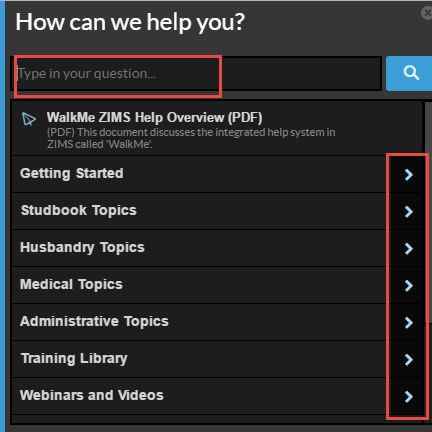 How can we help you?
Type in your question...
WalkMe ZIMS Help Overview (PDF)
(PDF) This document discusses the integrated help system in
ZIMS called 'WalkMe'.
Getting Started
Studbook Topics
Husbandry Topics
Medical Topics
Administrative Topics
Training Library
Webinars and Videos